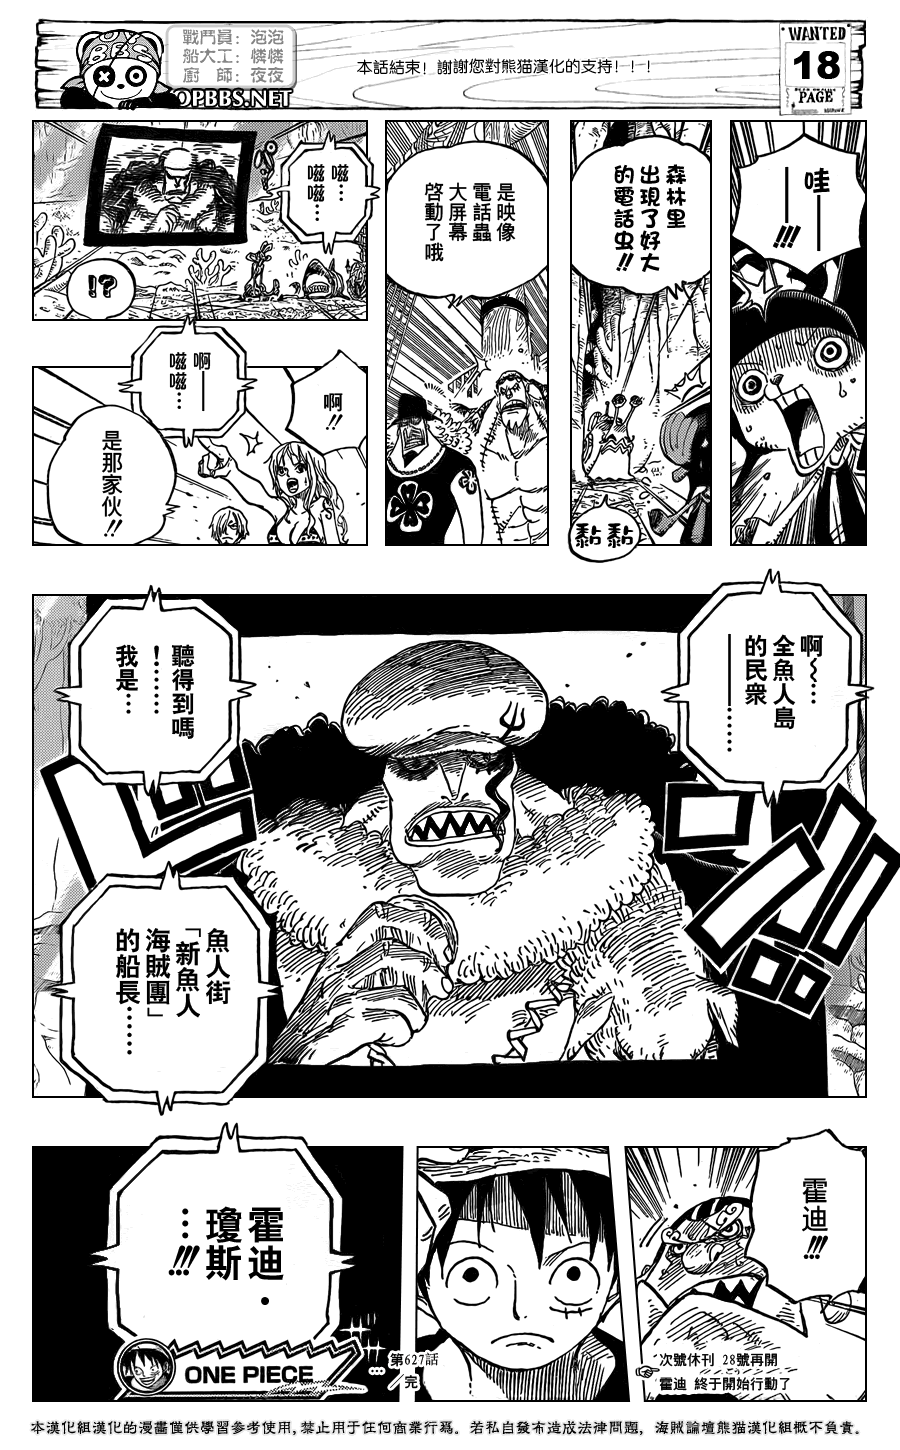 戰鬥員: 泡泡
船大工: 憐憐
廚　師: 夜夜
OPBBS.NET
本話結束! 謝謝您對熊猫漢化的支持! ! !
WANTED
18
PAGE
哇——
——!!!
森林里
出現了好大
的電話虫!!
黏黏
是映像
電話蟲
大屏幕
啓動了哦
嗞…
嗞嗞…
!?
啊!!
啊——
嗞嗞…
是那家伙!!
啊~…
全魚人島
的民衆
——………
聽得到嗎
!……
我是…
魚人街
「新魚人
海賊團」
的船長……
霍迪!!!
霍迪・
瓊斯
…!!!
ONE PIECE
…
第627話
／完
次號休刊 28號再開
霍迪 終于開始行動了
本漢化組漢化的漫畫僅供學習參考使用,禁止用于任何商業行爲。若私自發布造成法律問題, 海賊論壇熊猫漢化組概不負責。